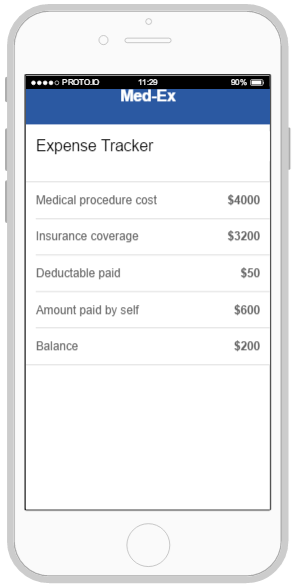 PROTO.IO 11:29 90%
Med-Ex
Expense Tracker
Medical procedure cost $4000
Insurance coverage $3200
Deductable paid $50
Amount paid by self $600
Balance $200